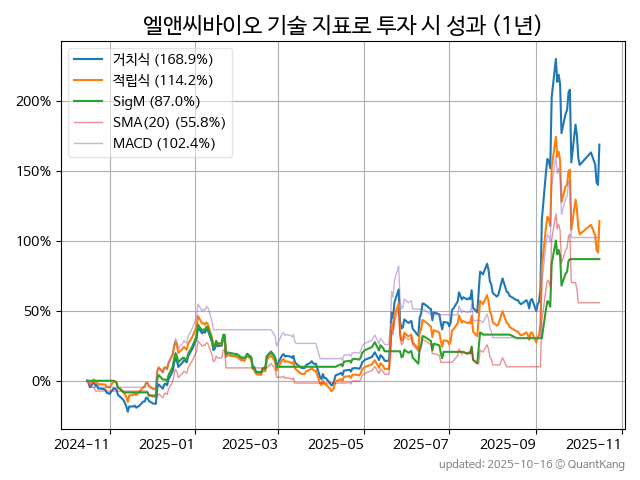 엘앤씨바이오 기술 지표로 투자 시 성과 (1년)
거치식 (168.9%)
적립식 (114.2%)
SigM (87.0%)
SMA(20) (55.8%)
MACD (102.4%)
200%
150%
100%
50%
0%
2024-11 2025-01 2025-03 2025-05 2025-07 2025-09 2025-11
updated: 2025-10-16 © QuantKang